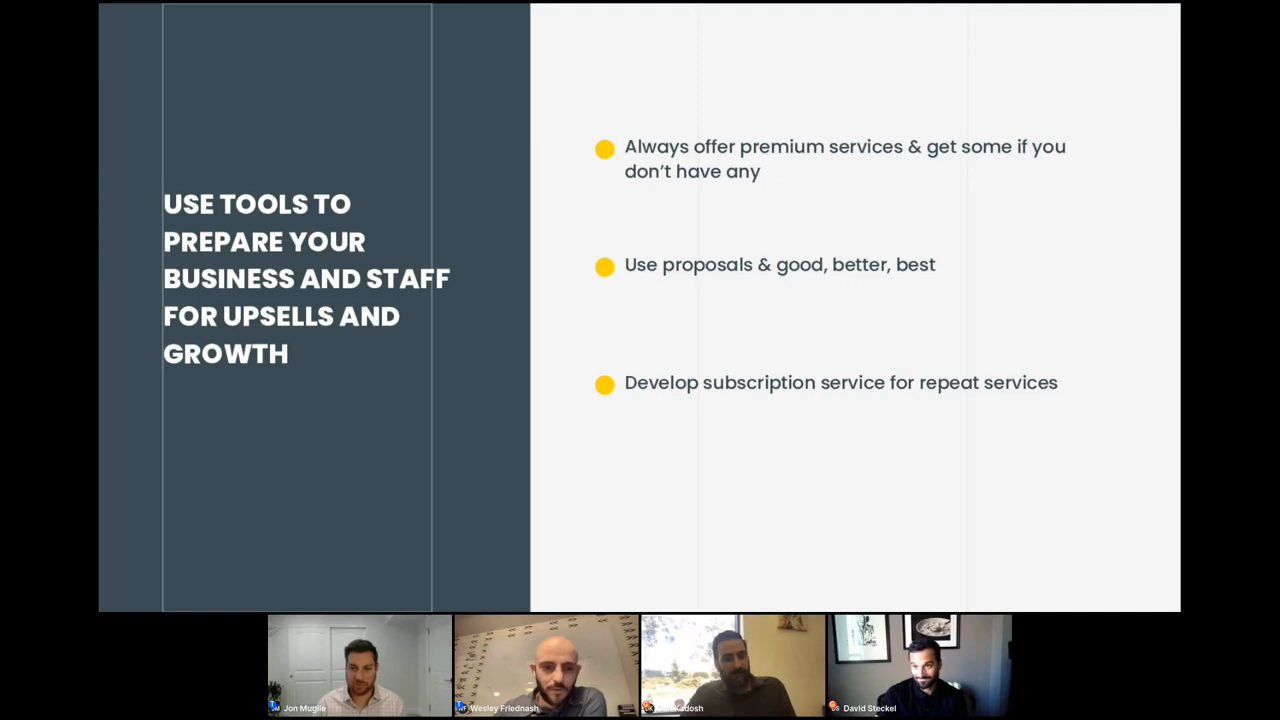 USE TOOLS TO
PREPARE YOUR
BUSINESS AND STAFF
FOR UPSELLS AND
GROWTH
Always offer premium services & get some if you
don’t have any
Use proposals & good, better, best
Develop subscription service for repeat services
Jon Muglie
Wesley Friednash
David Steckel